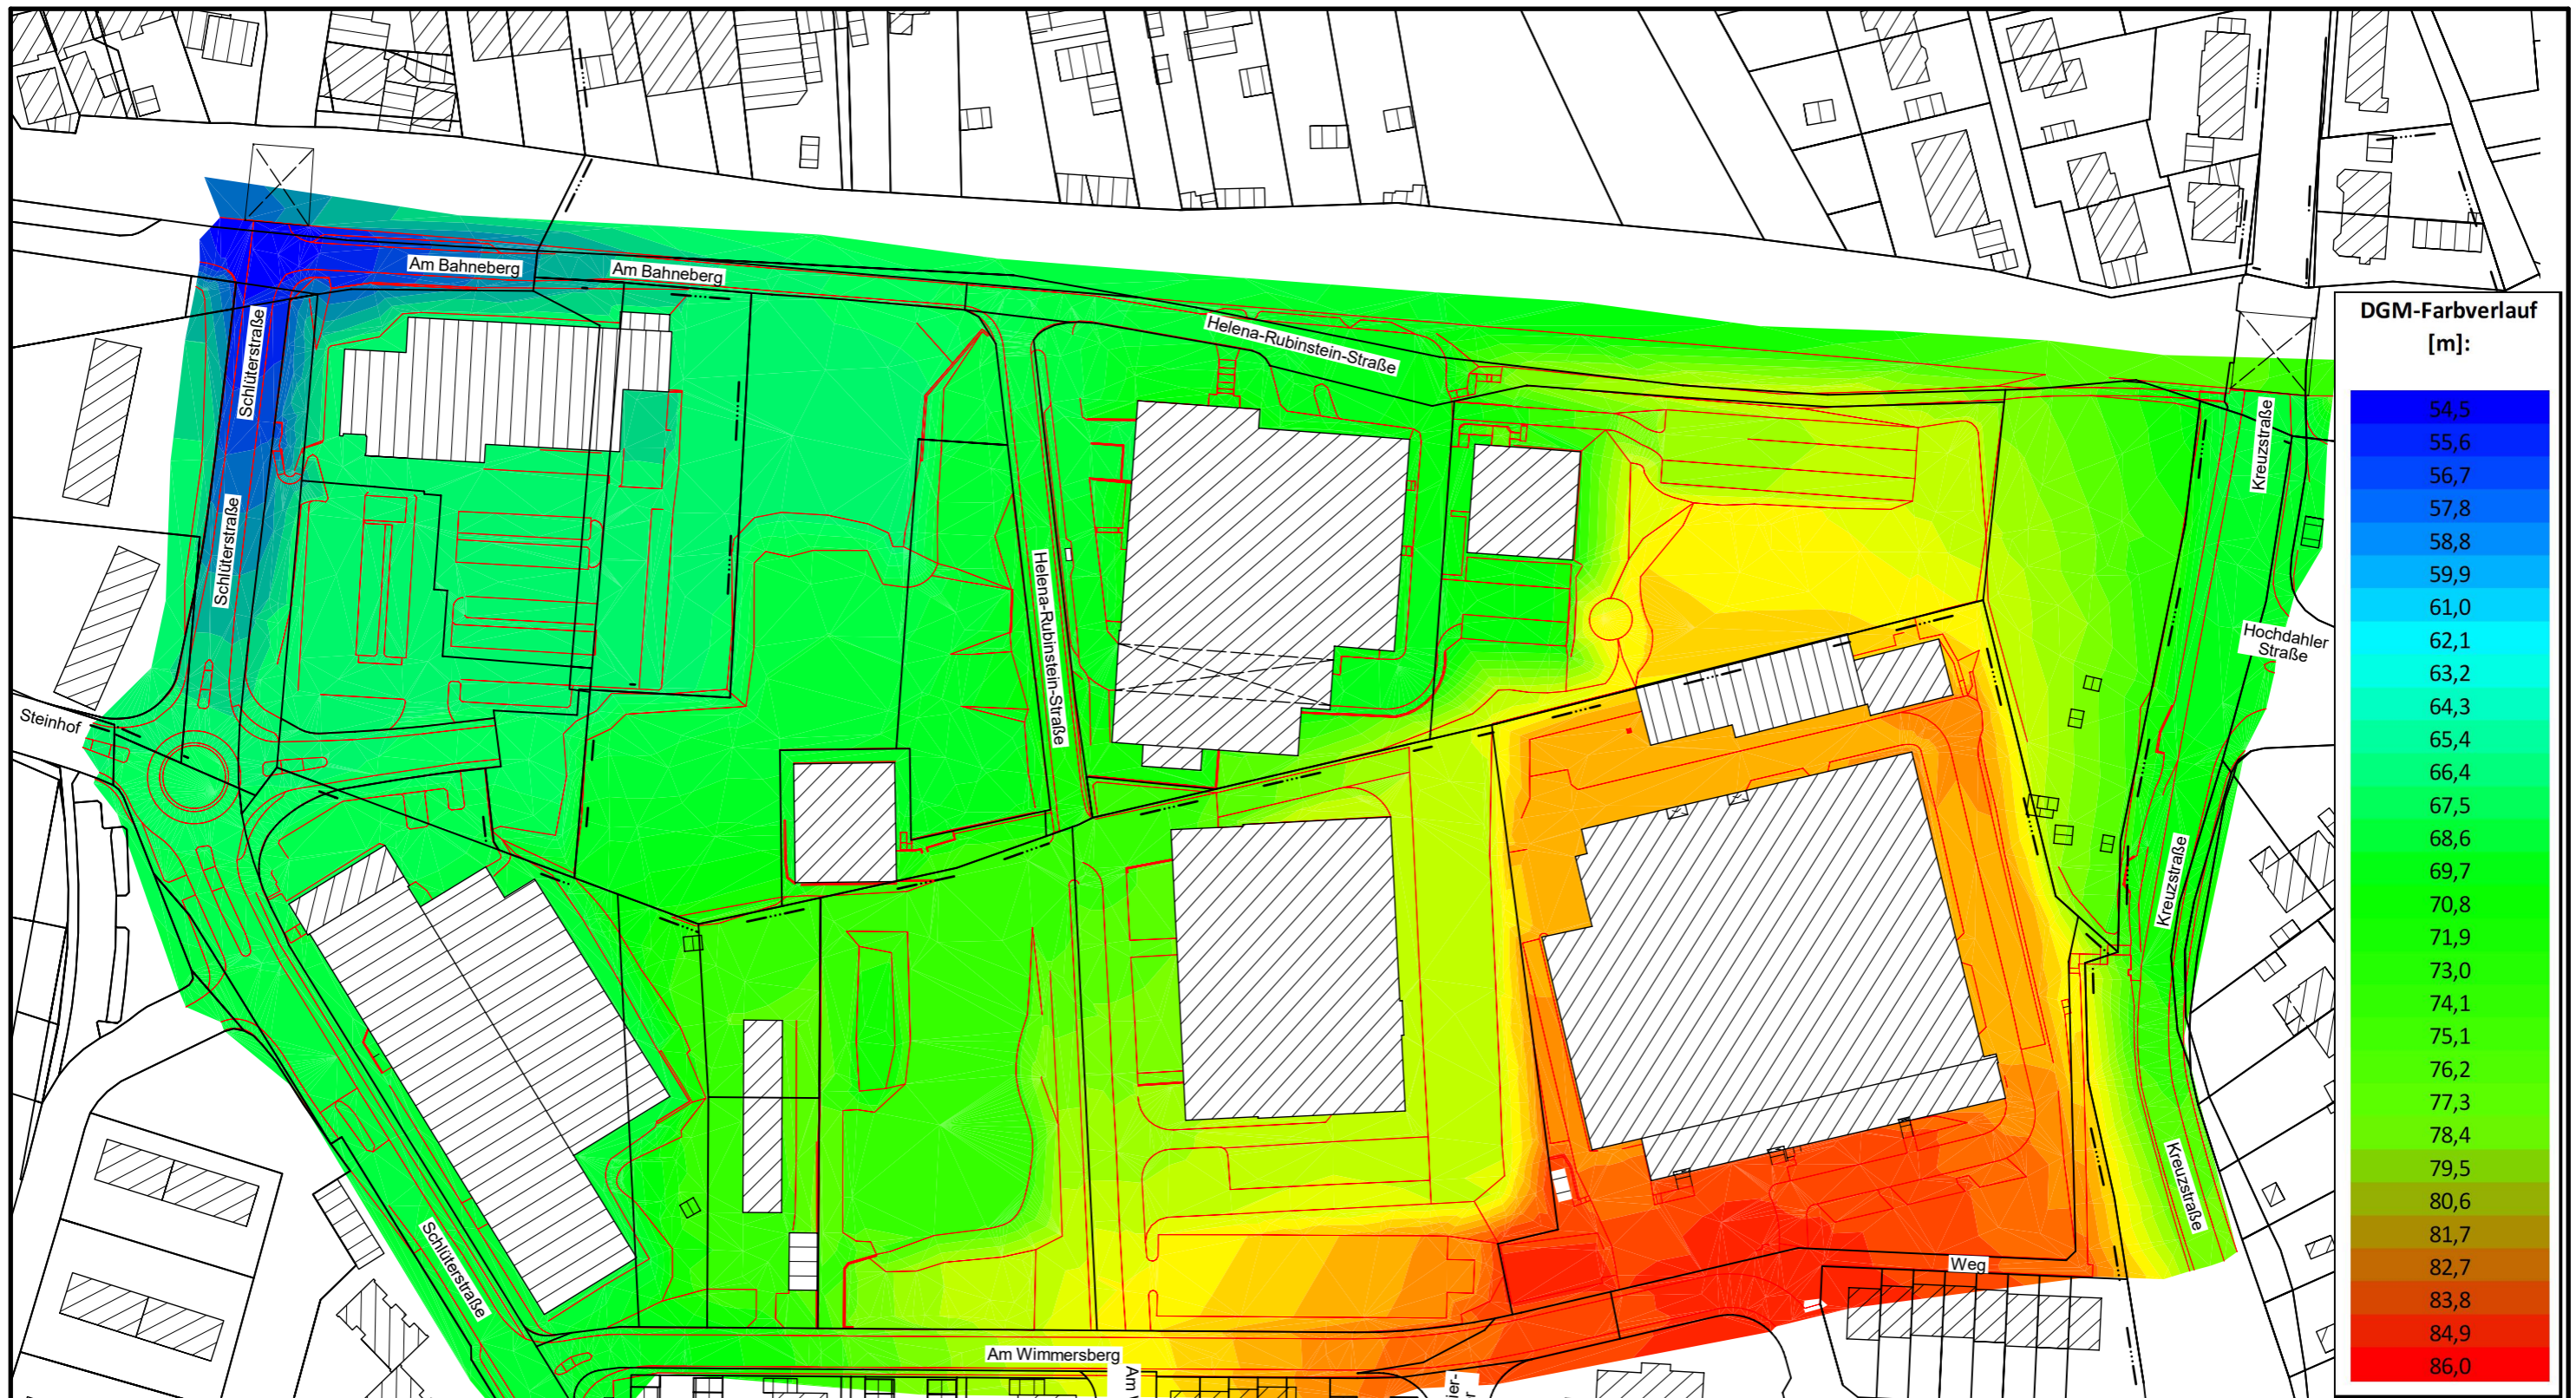 DGM-Farbverlauf
[m]:
54,5
55,6
56,7
57,8
58,8
59,9
61,0
62,1
63,2
64,3
65,4
66,4
67,5
68,6
69,7
70,8
71,9
73,0
74,1
75,1
76,2
77,3
78,4
79,5
80,6
81,7
82,7
83,8
84,9
86,0
Am Bahneberg
Am Bahneberg
Helena-Rubinstein-Straße
Schlüterstraße
Kreuzstraße
Schlüterstraße
Helena-Rubinstein-Straße
Hochdahler
Straße
Steinhof
Kreuzstraße
Kreuzstraße
Schlüterstraße
Weg
Am Wimmersberg
Am